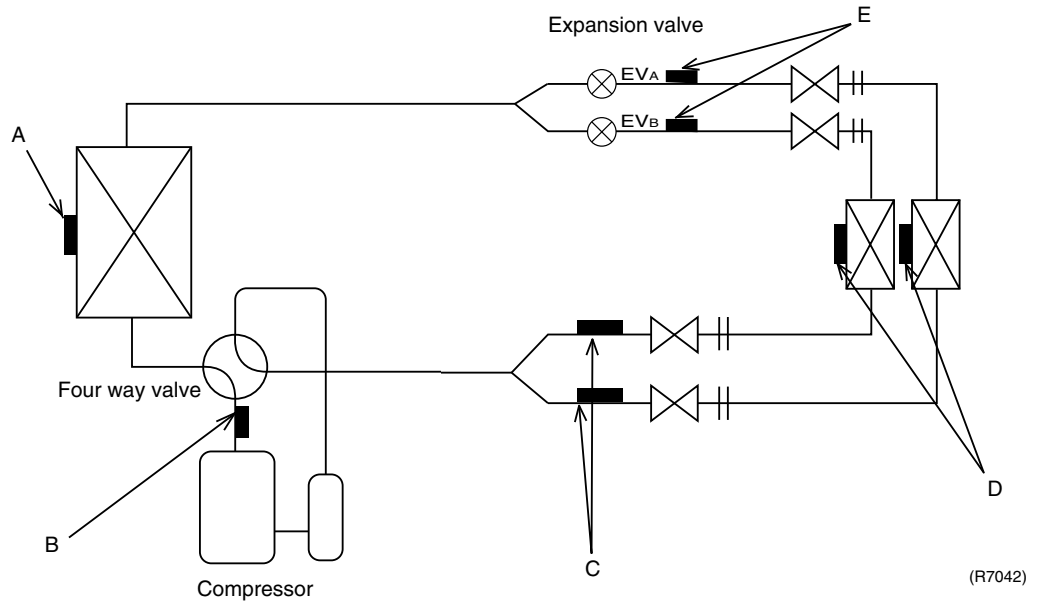 E
Expansion valve
EVA
A
EVB
Four way valve
D
B
C
(R7042)
Compressor